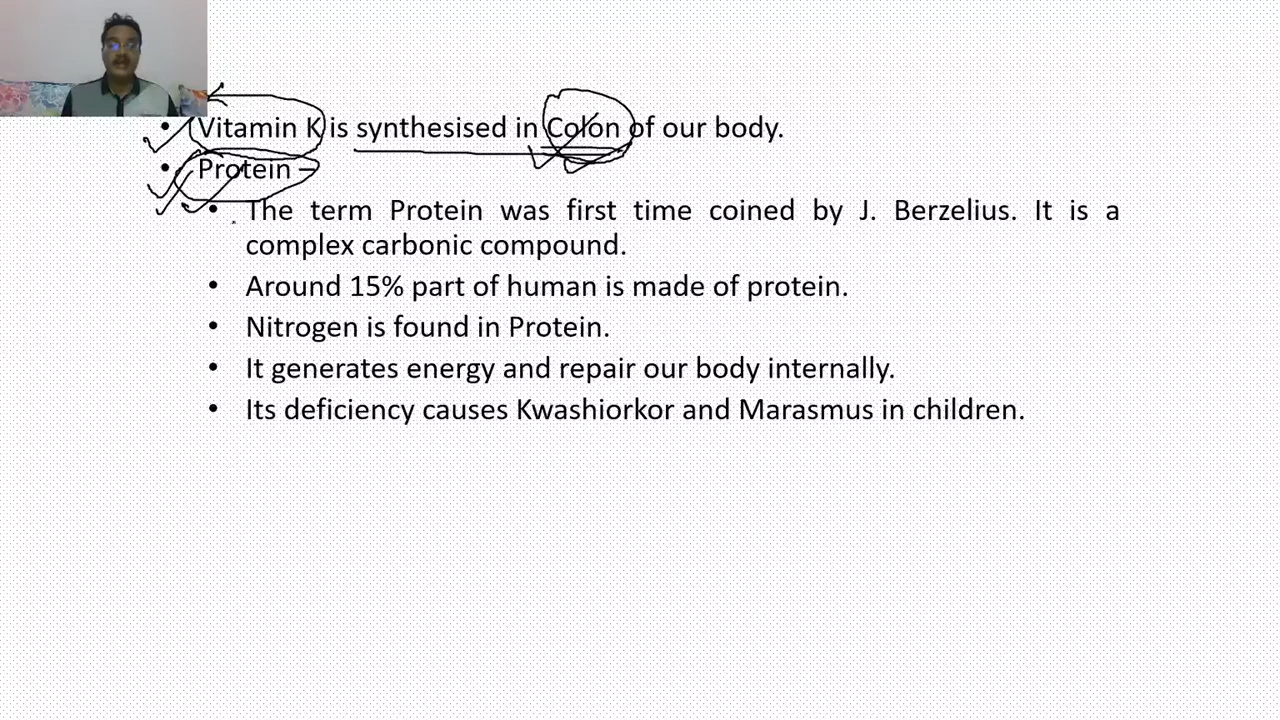 • Vitamin K is synthesised in Colon of our body.
• Protein –
• The term Protein was first time coined by J. Berzelius. It is a
complex carbonic compound.
• Around 15% part of human is made of protein.
• Nitrogen is found in Protein.
• It generates energy and repair our body internally.
• Its deficiency causes Kwashiorkor and Marasmus in children.